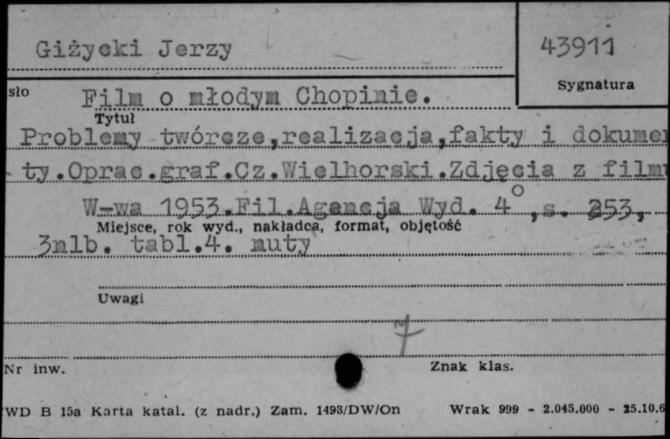 Giżycki Jerzy
43911
Sygnatura
sło
Film o młodym Chopinie.
Tytuł
Problemy twórcze,realizacja,fakty i dokumen
ty.Oprac.graf.Cz.Wielhorski.Zdjęcia z filmu
W-wa 1953.Fil.Agencja Wyd. 4°,s. 253,
Miejsce, rok wyd., nakładca, format, objętość
3nlb. tabl.4. nuty
Uwagi
7
Nr inw.
Znak klas.
WD B 15a Karta katal. (z nadr.) Zam. 1493/DW/On
Wrak 999 - 2.045.000 - 25.10.6